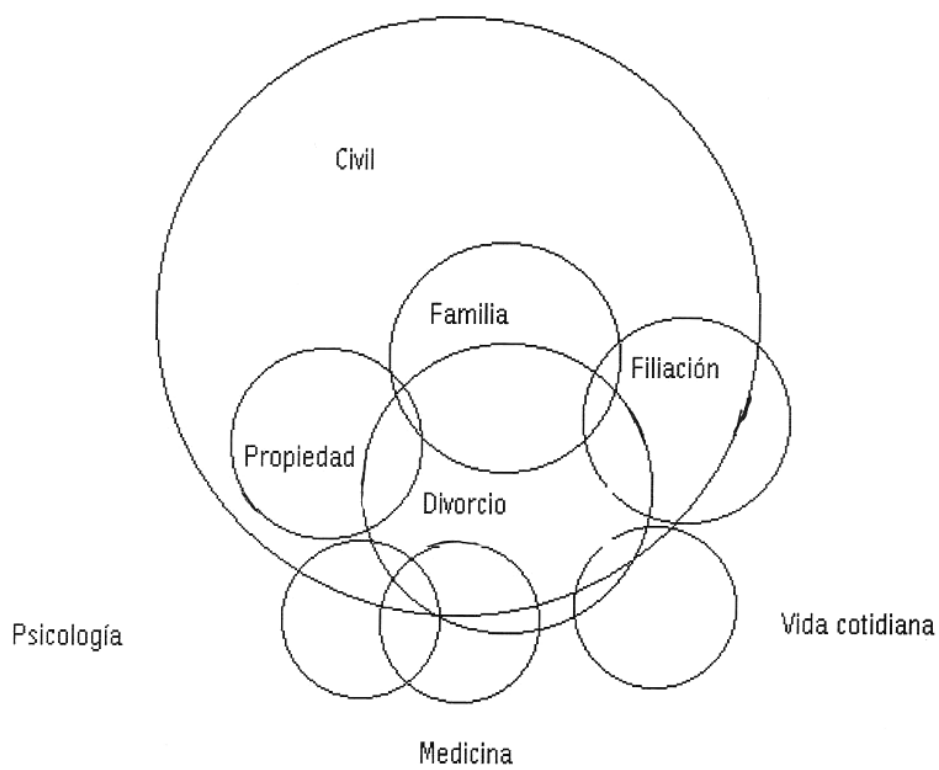 Civil
Familia
Filiación
Propiedad
Divorcio
Psicología
Vida cotidiana
Medicina